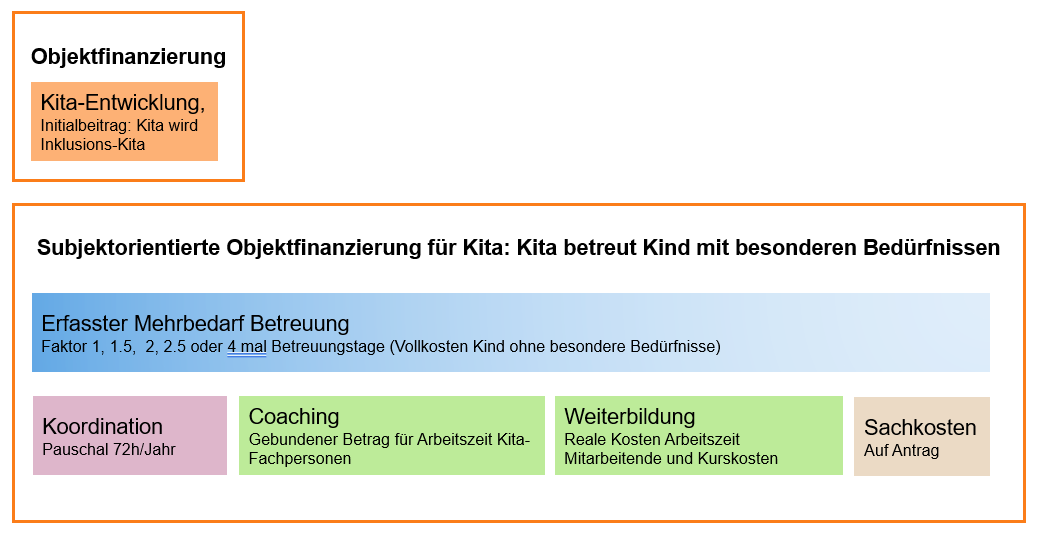 Objektfinanzierung
Kita-Entwicklung,
Initialbeitrag: Kita wird
Inklusions-Kita
Subjektorientierte Objektfinanzierung für Kita: Kita betreut Kind mit besonderen Bedürfnissen
Erfasster Mehrbedarf Betreuung
Faktor 1, 1.5,  2, 2.5 oder 4 mal Betreuungstage (Vollkosten Kind ohne besondere Bedürfnisse)
Koordination
Pauschal 72h/Jahr
Coaching
Gebundener Betrag für Arbeitszeit Kita-
Fachpersonen
Weiterbildung
Reale Kosten Arbeitszeit
Mitarbeitende und Kurskosten
Sachkosten
Auf Antrag